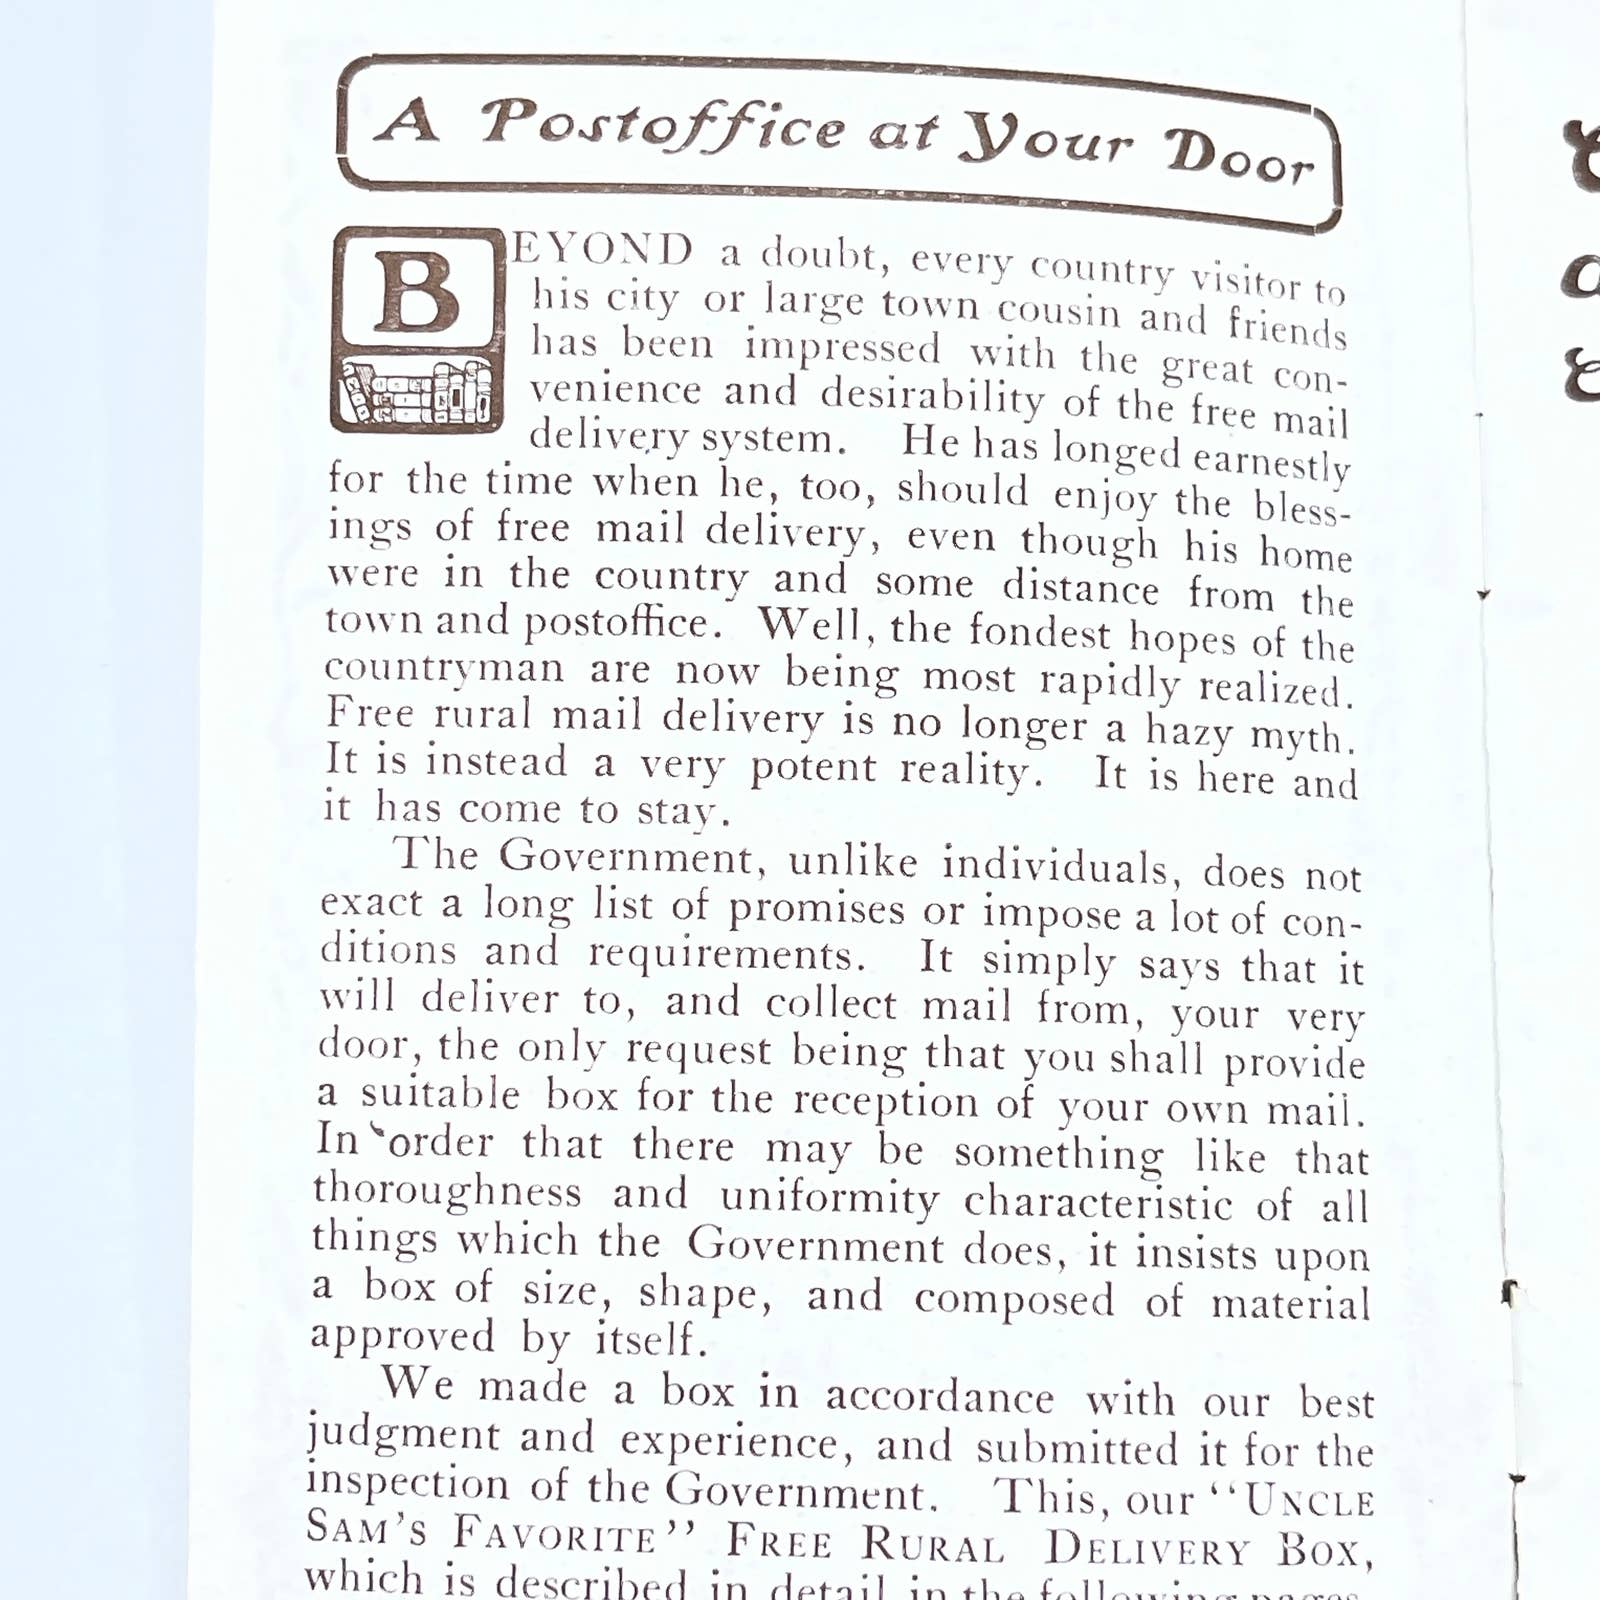 A Postoffice at Your Door
BEYOND a doubt, every country visitor to
his city or large town cousin and friends
has been impressed with the great con-
venience and desirability of the free mail
delivery system. He has longed earnestly
for the time when he, too, should enjoy the bless-
ings of free mail delivery, even though his home
were in the country and some distance from the
town and postoffice. Well, the fondest hopes of the
countryman are now being most rapidly realized.
Free rural mail delivery is no longer a hazy myth.
It is instead a very potent reality. It is here and
it has come to stay.
The Government, unlike individuals, does not
exact a long list of promises or impose a lot of con-
ditions and requirements. It simply says that it
will deliver to, and collect mail from, your very
door, the only request being that you shall provide
a suitable box for the reception of your own mail.
In order that there may be something like that
thoroughness and uniformity characteristic of all
things which the Government does, it insists upon
a box of size, shape, and composed of material
approved by itself.
We made a box in accordance with our best
judgment and experience, and submitted it for the
inspection of the Government. This, our “UNCLE
SAM’S FAVORITE” FREE RURAL DELIVERY BOX,
which is described in detail in the following pages